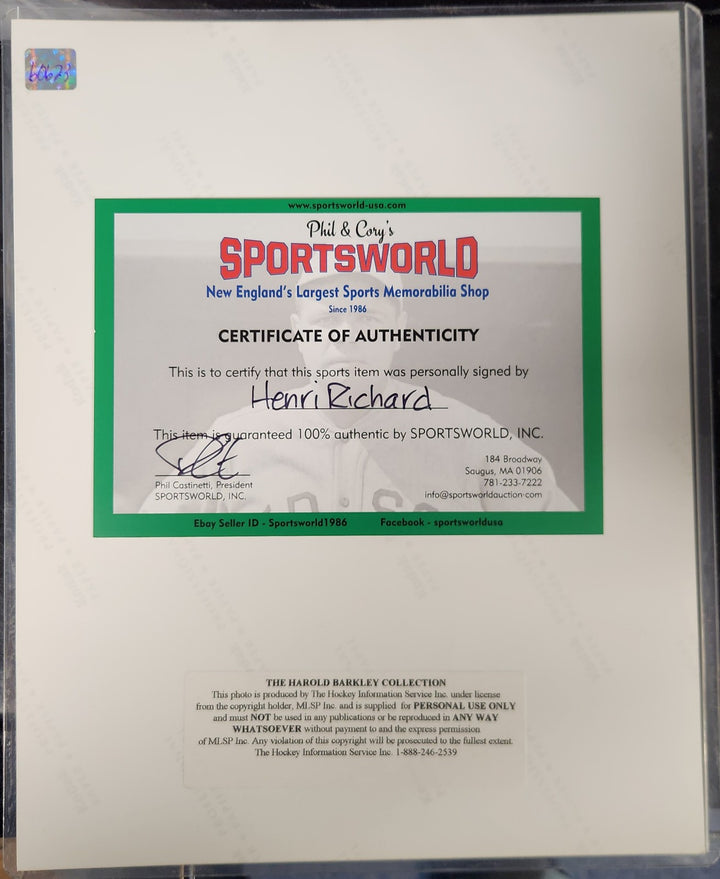 60623
www.sportsworld-usa.com
Phil & Cory's
SPORTSWORLD
New England's Largest Sports Memorabilia Shop
Since 1986
CERTIFICATE OF AUTHENTICITY
This is to certify that this sports item was personally signed by
Henri Richard
This item is guaranteed 100% authentic by SPORTSWORLD, INC.
Phil Castinetti, President
SPORTSWORLD, INC.
184 Broadway
Saugus, MA 01906
781-233-7222
info@sportsworldauction.com
Ebay Seller ID - Sportsworld1986 Facebook - sportsworldusa
THE HAROLD BARKLEY COLLECTION
This photo is produced by The Hockey Information Service Inc. under license
from the copyright holder, MLSP Inc. and is supplied for PERSONAL USE ONLY
and must NOT be used in any publications or be reproduced in ANY WAY
WHATSOEVER without payment to and the express permission
of MLSP Inc. Any violation of this copyright will be prosecuted to the fullest extent.
The Hockey Information Service Inc. 1-888-246-2539